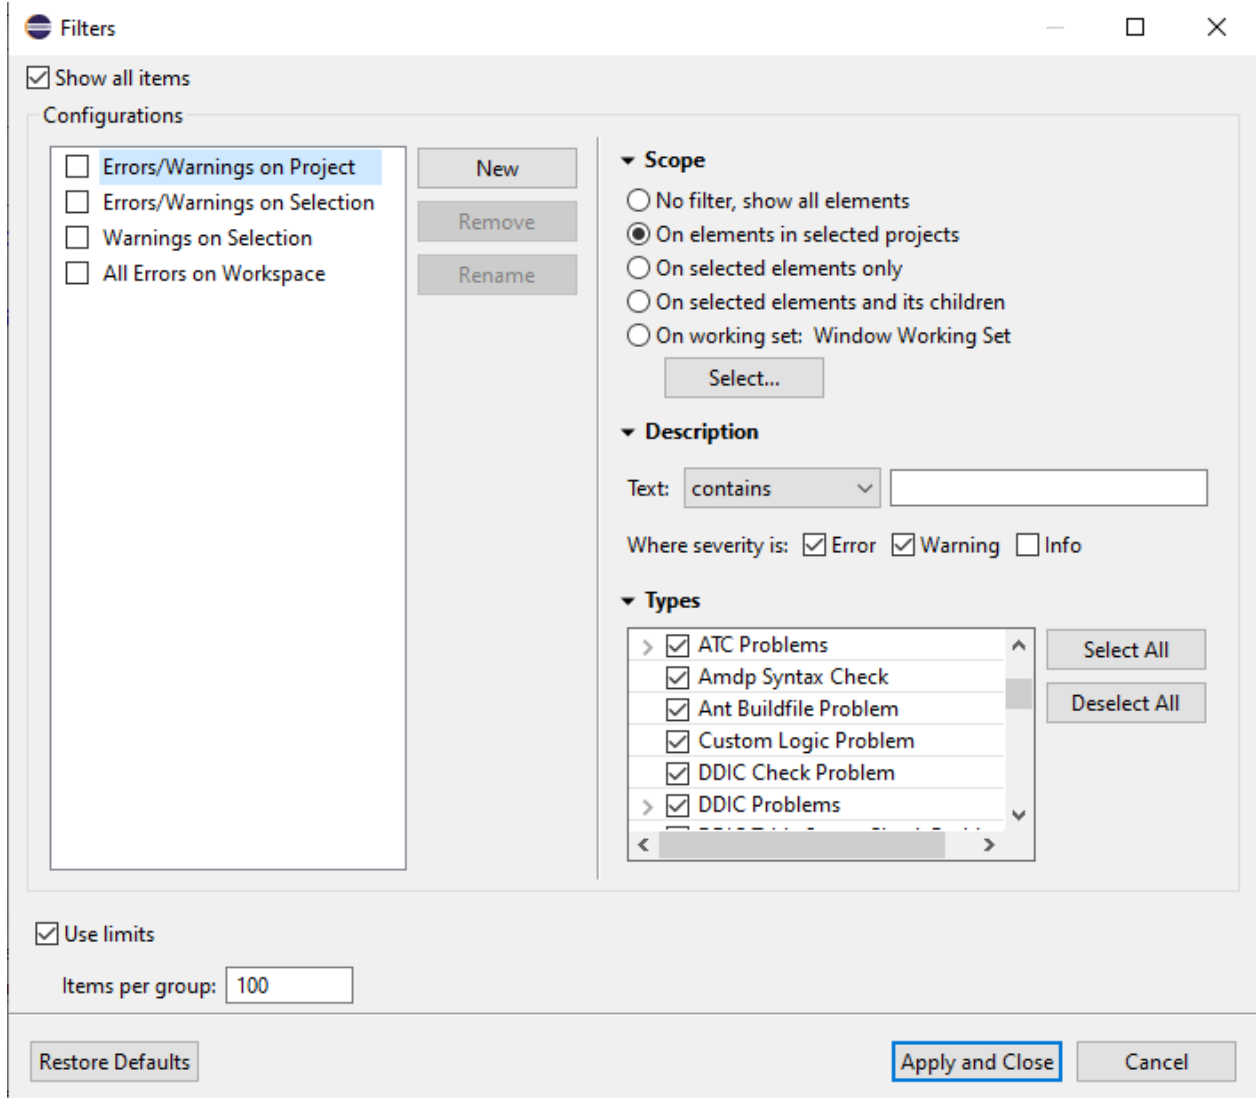 Filters
Show all items
Configurations
Errors/Warnings on Project
Errors/Warnings on Selection
Warnings on Selection
All Errors on Workspace
New
Remove
Rename
Scope
No filter, show all elements
On elements in selected projects
On selected elements only
On selected elements and its children
On working set:  Window Working Set
Select...
Description
Text: contains
Where severity is: Error Warning Info
Types
ATC Problems
Amdp Syntax Check
Ant Buildfile Problem
Custom Logic Problem
DDIC Check Problem
DDIC Problems
Select All
Deselect All
Use limits
Items per group: 100
Restore Defaults
Apply and Close
Cancel